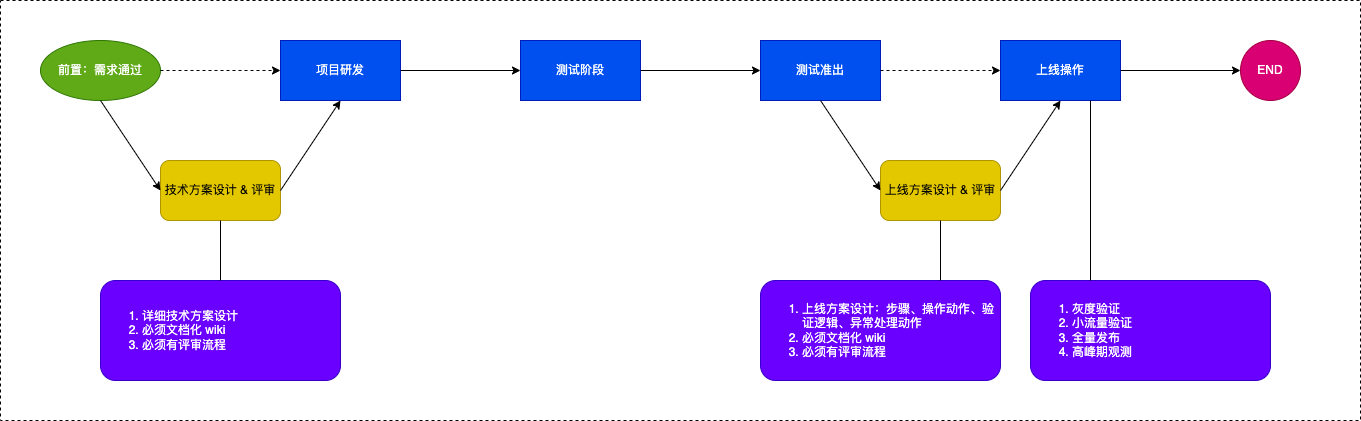 前置：需求通过
项目研发
测试阶段
测试准出
上线操作
END
技术方案设计 & 评审
上线方案设计 & 评审
1. 详细技术方案设计
2. 必须文档化 wiki
3. 必须有评审流程
1. 上线方案设计：步骤、操作动作、验
证逻辑、异常处理动作
2. 必须文档化 wiki
3. 必须有评审流程
1. 灰度验证
2. 小流量验证
3. 全量发布
4. 高峰期观测